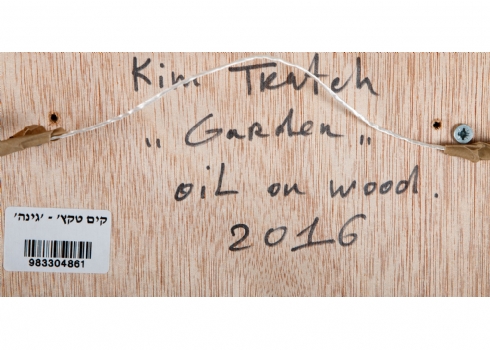 Kim Tkatch
„ Garden „
oil on wood.
2016
קים טקץ' - 'גינה'
983304861